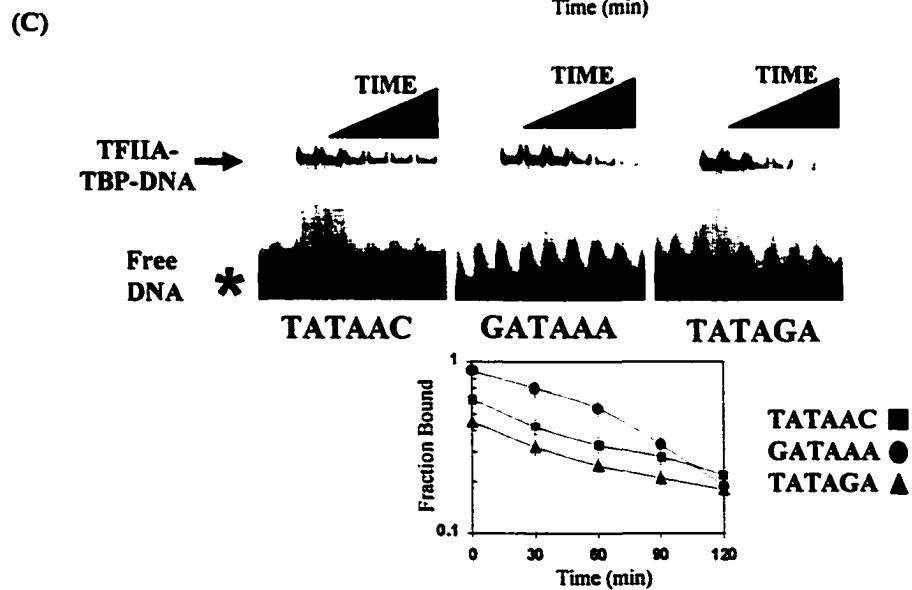 Time (min)
(C)
TIME TIME TIME
TFIIA-
TBP-DNA
Free
DNA *
TATAAC GATAAA TATAGA
1
Fraction Bound
0.1
0 30 60 90 120
Time (min)
TATAAC
GATAAA
TATAGA